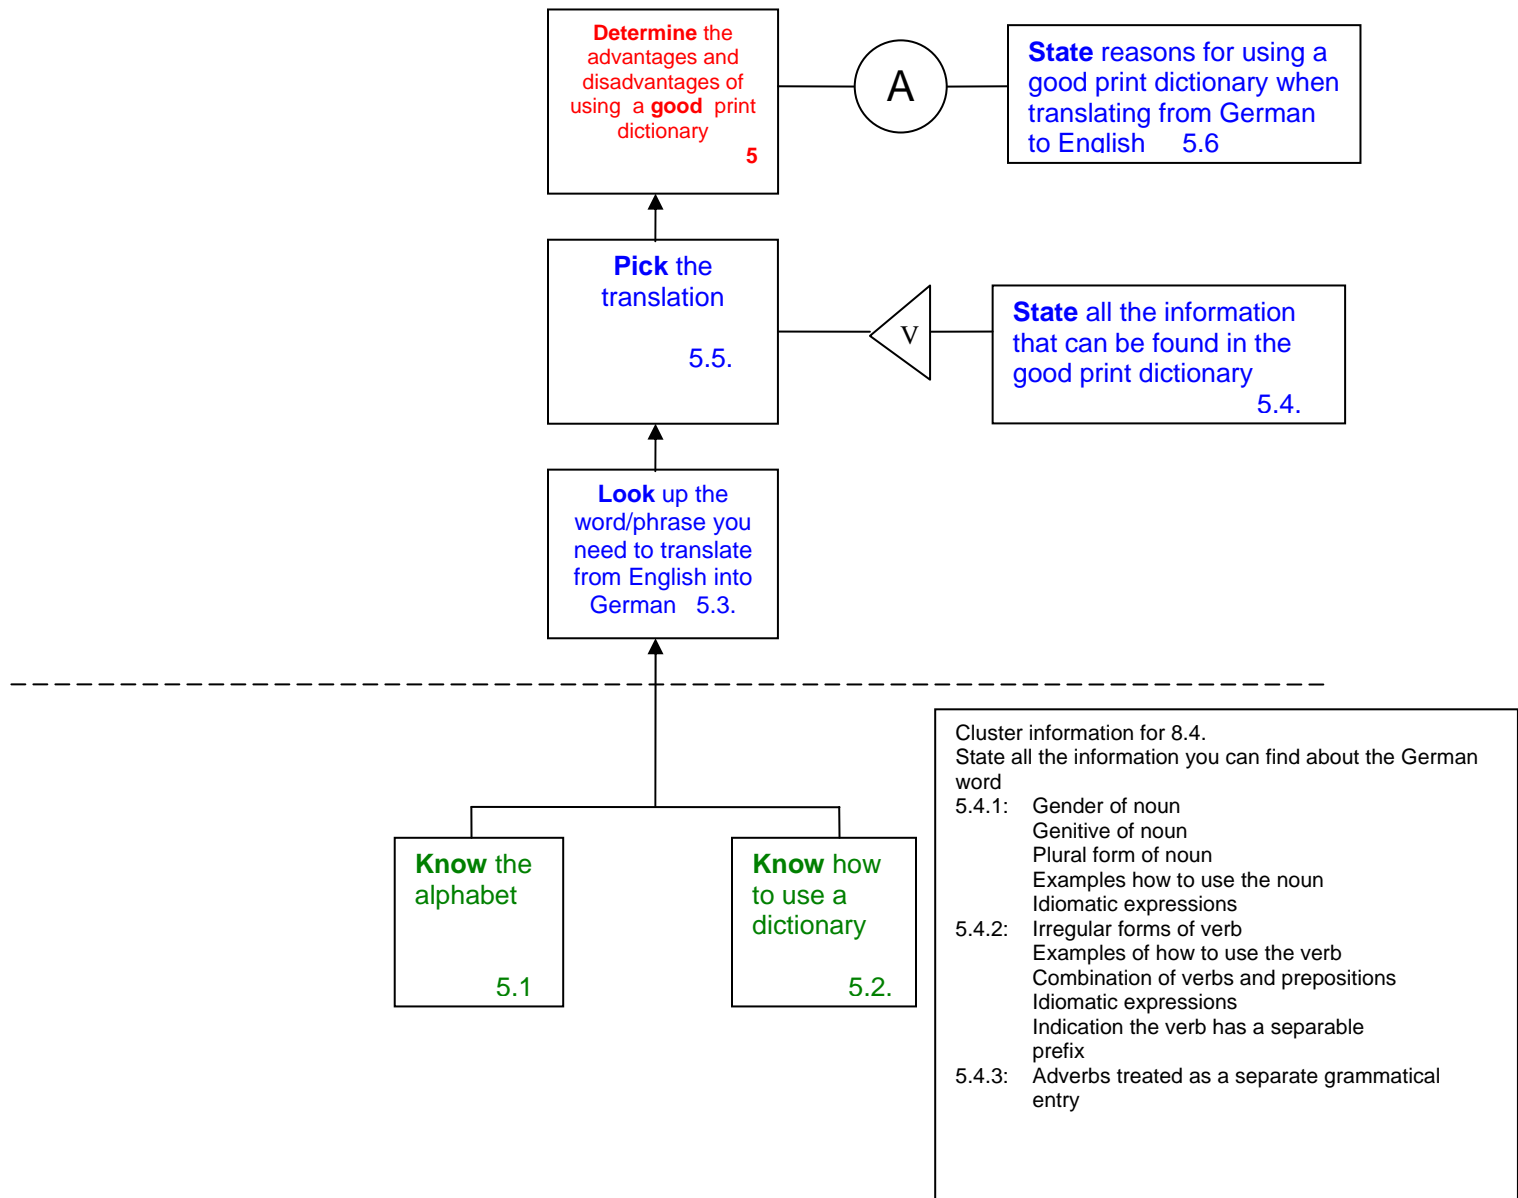 Determine the
advantages and
disadvantages of
using a good print
dictionary
5
A
State reasons for using a
good print dictionary when
translating from German
to English 5.6
Pick the
translation
5.5.
V
State all the information
that can be found in the
good print dictionary
5.4.
Look up the
word/phrase you
need to translate
from English into
German 5.3.
Know the
alphabet
5.1
Know how
to use a
dictionary
5.2.
Cluster information for 8.4.
State all the information you can find about the German
word
5.4.1: Gender of noun
Genitive of noun
Plural form of noun
Examples how to use the noun
Idiomatic expressions
5.4.2: Irregular forms of verb
Examples of how to use the verb
Combination of verbs and prepositions
Idiomatic expressions
Indication the verb has a separable
prefix
5.4.3: Adverbs treated as a separate grammatical
entry